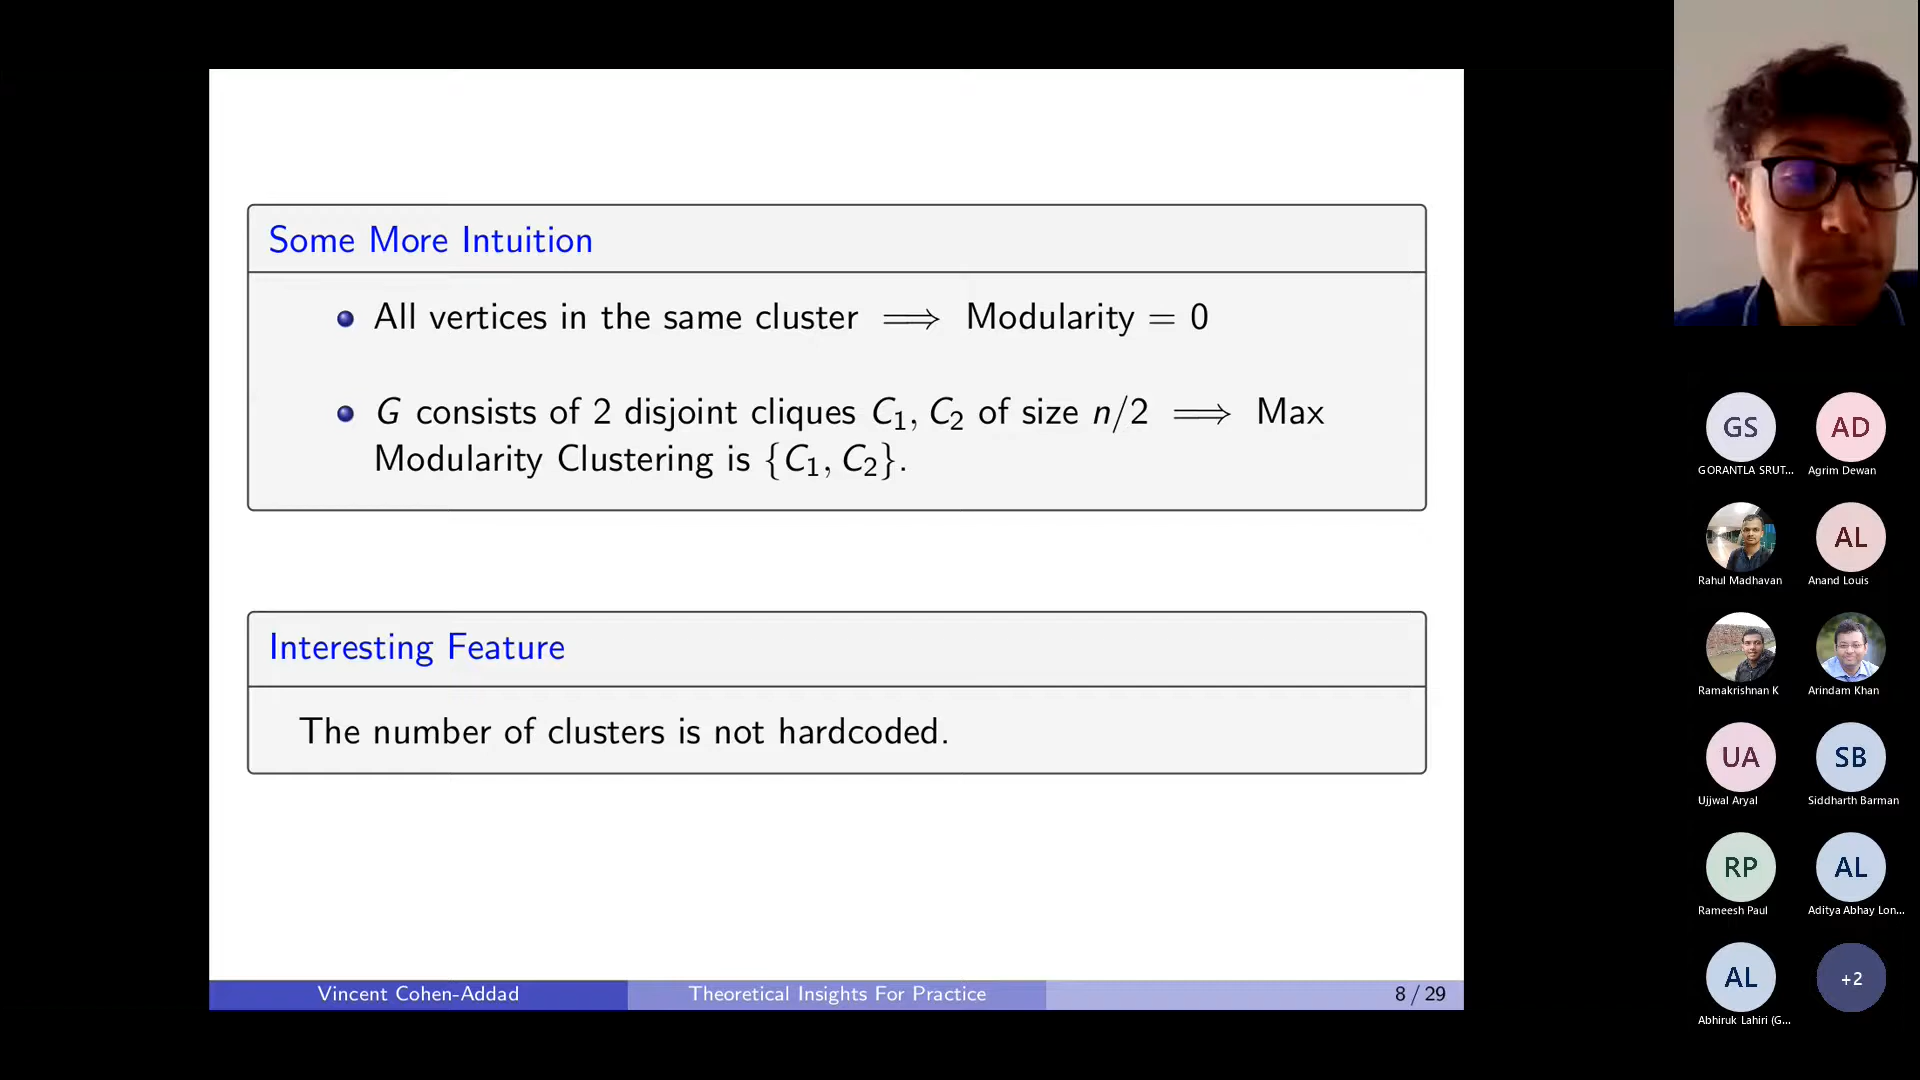 Some More Intuition
All vertices in the same cluster ⟹ Modularity = 0
G consists of 2 disjoint cliques C₁, C₂ of size n/2 ⟹ Max
Modularity Clustering is {C₁, C₂}.
Interesting Feature
The number of clusters is not hardcoded.
Vincent Cohen-Addad
Theoretical Insights For Practice
8 / 29
GS
AD
GORANTLA SRUT...
Agrim Dewan
AL
Rahul Madhavan
Anand Louis
Ramakrishnan K
Arindam Khan
UA
SB
Ujjwal Aryal
Siddharth Barman
RP
AL
Rameesh Paul
Aditya Abhay Lon...
AL
+2
Abhiruk Lahiri (G...